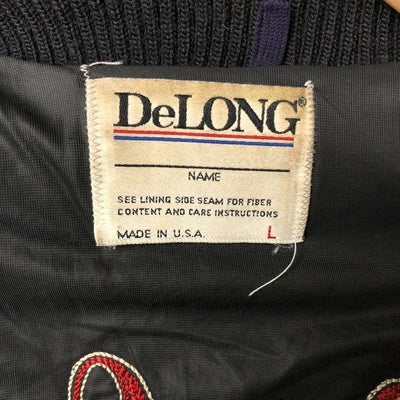 DeLONG®
NAME
SEE LINING SIDE SEAM FOR FIBER
CONTENT AND CARE INSTRUCTIONS
MADE IN U.S.A. L